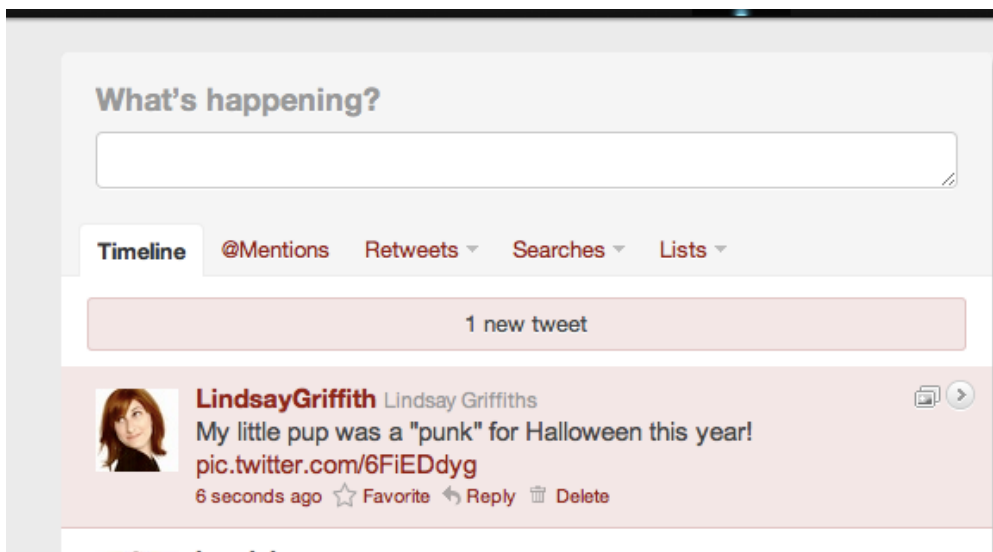 What's happening?
Timeline @Mentions Retweets Searches Lists
1 new tweet
LindsayGriffith Lindsay Griffiths
My little pup was a "punk" for Halloween this year!
pic.twitter.com/6FiEDdyg
6 seconds ago Favorite Reply Delete